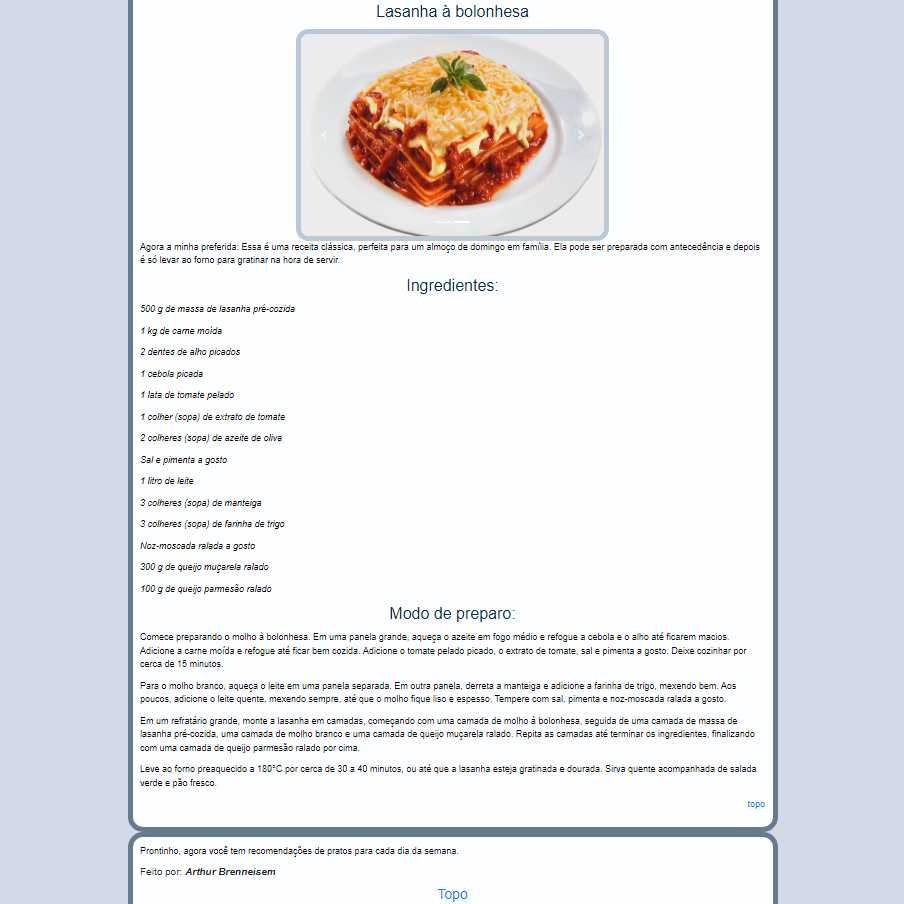 Lasanha à bolonhesa
Agora a minha preferida: Essa é uma receita clássica, perfeita para um almoço de domingo em família. Ela pode ser preparada com antecedência e depois
é só levar ao forno para gratinar na hora de servir.
Ingredientes:
500 g de massa de lasanha pré-cozida
1 kg de carne moída
2 dentes de alho picados
1 cebola picada
1 lata de tomate pelado
1 colher (sopa) de extrato de tomate
2 colheres (sopa) de azeite de oliva
Sal e pimenta a gosto
1 litro de leite
3 colheres (sopa) de manteiga
3 colheres (sopa) de farinha de trigo
Noz-moscada ralada a gosto
300 g de queijo muçarela ralado
100 g de queijo parmesão ralado
Modo de preparo:
Comece preparando o molho à bolonhesa. Em uma panela grande, aqueça o azeite em fogo médio e refogue a cebola e o alho até ficarem macios.
Adicione a carne moída e refogue até ficar bem cozida. Adicione o tomate pelado picado, o extrato de tomate, sal e pimenta a gosto. Deixe cozinhar por
cerca de 15 minutos.
Para o molho branco, aqueça o leite em uma panela separada. Em outra panela, derreta a manteiga e adicione a farinha de trigo, mexendo bem. Aos
poucos, adicione o leite quente, mexendo sempre, até que o molho fique liso e espesso. Tempere com sal, pimenta e noz-moscada ralada a gosto.
Em um refratário grande, monte a lasanha em camadas, começando com uma camada de molho à bolonhesa, seguida de uma camada de massa de
lasanha pré-cozida, uma camada de molho branco e uma camada de queijo muçarela ralado. Repita as camadas até terminar os ingredientes, finalizando
com uma camada de queijo parmesão ralado por cima.
Leve ao forno preaquecido a 180°C por cerca de 30 a 40 minutos, ou até que a lasanha esteja gratinada e dourada. Sirva quente acompanhada de salada
verde e pão fresco.
topo
Prontinho, agora você tem recomendações de pratos para cada dia da semana.
Feito por: Arthur Brenneisem
Topo